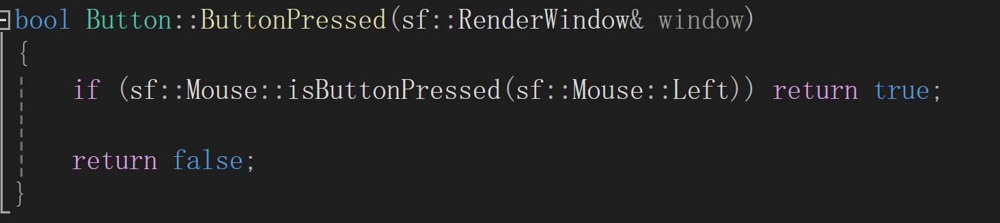 bool Button::ButtonPressed(sf::RenderWindow& window)
{
if (sf::Mouse::isButtonPressed(sf::Mouse::Left)) return true;
return false;
}